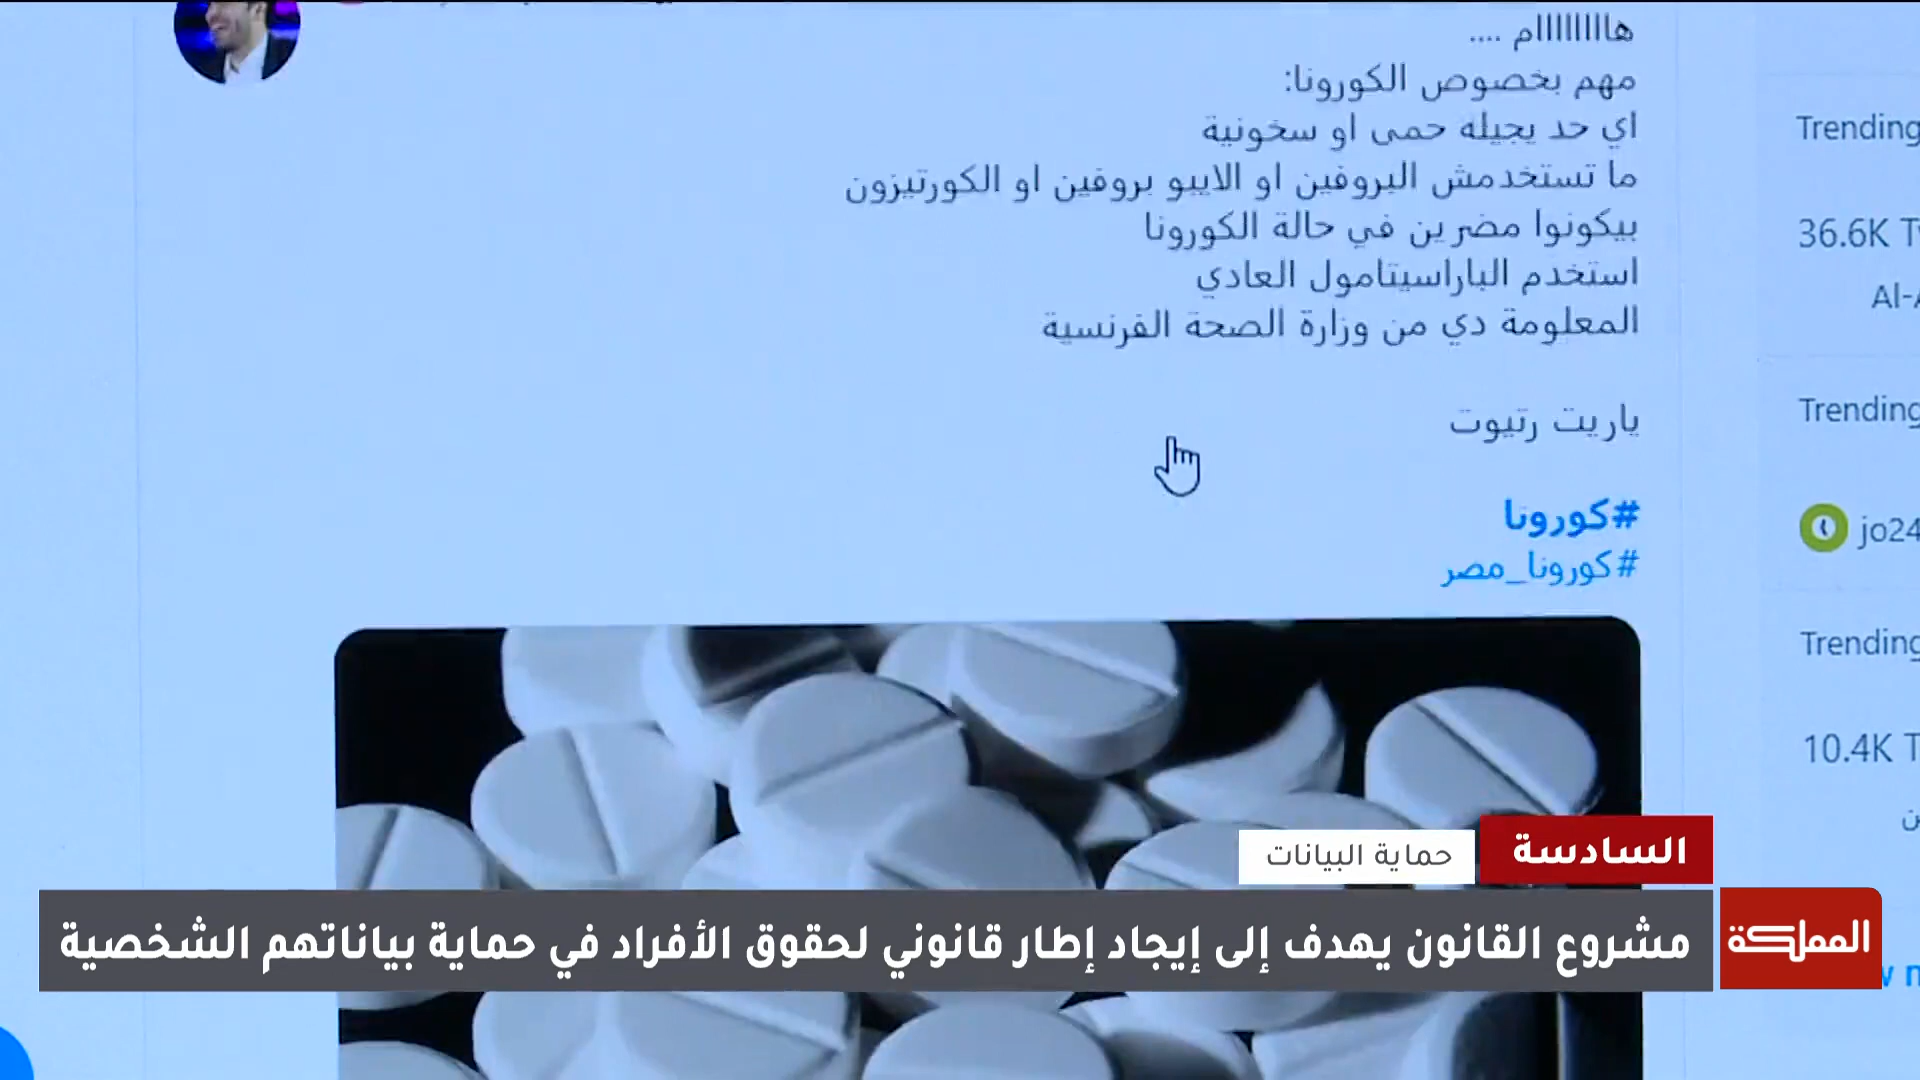 هاااااااام ....
مهم بخصوص الكورونا:
اي حد يجيله حمى او سخونية
ما تستخدمش البروفين او الايبو بروفين او الكورتيزون
بيكونوا مضرين في حالة الكورونا
استخدم الباراسيتامول العادي
المعلومة دي من وزارة الصحة الفرنسية
ياريت رتيوت
#كورونا
#كورونا_مصر
Trending
36.6K
Trending
jo24
Trending
10.4K
السادسة
حماية البيانات
مشروع القانون يهدف إلى إيجاد إطار قانوني لحقوق الأفراد في حماية بياناتهم الشخصية
المملكة